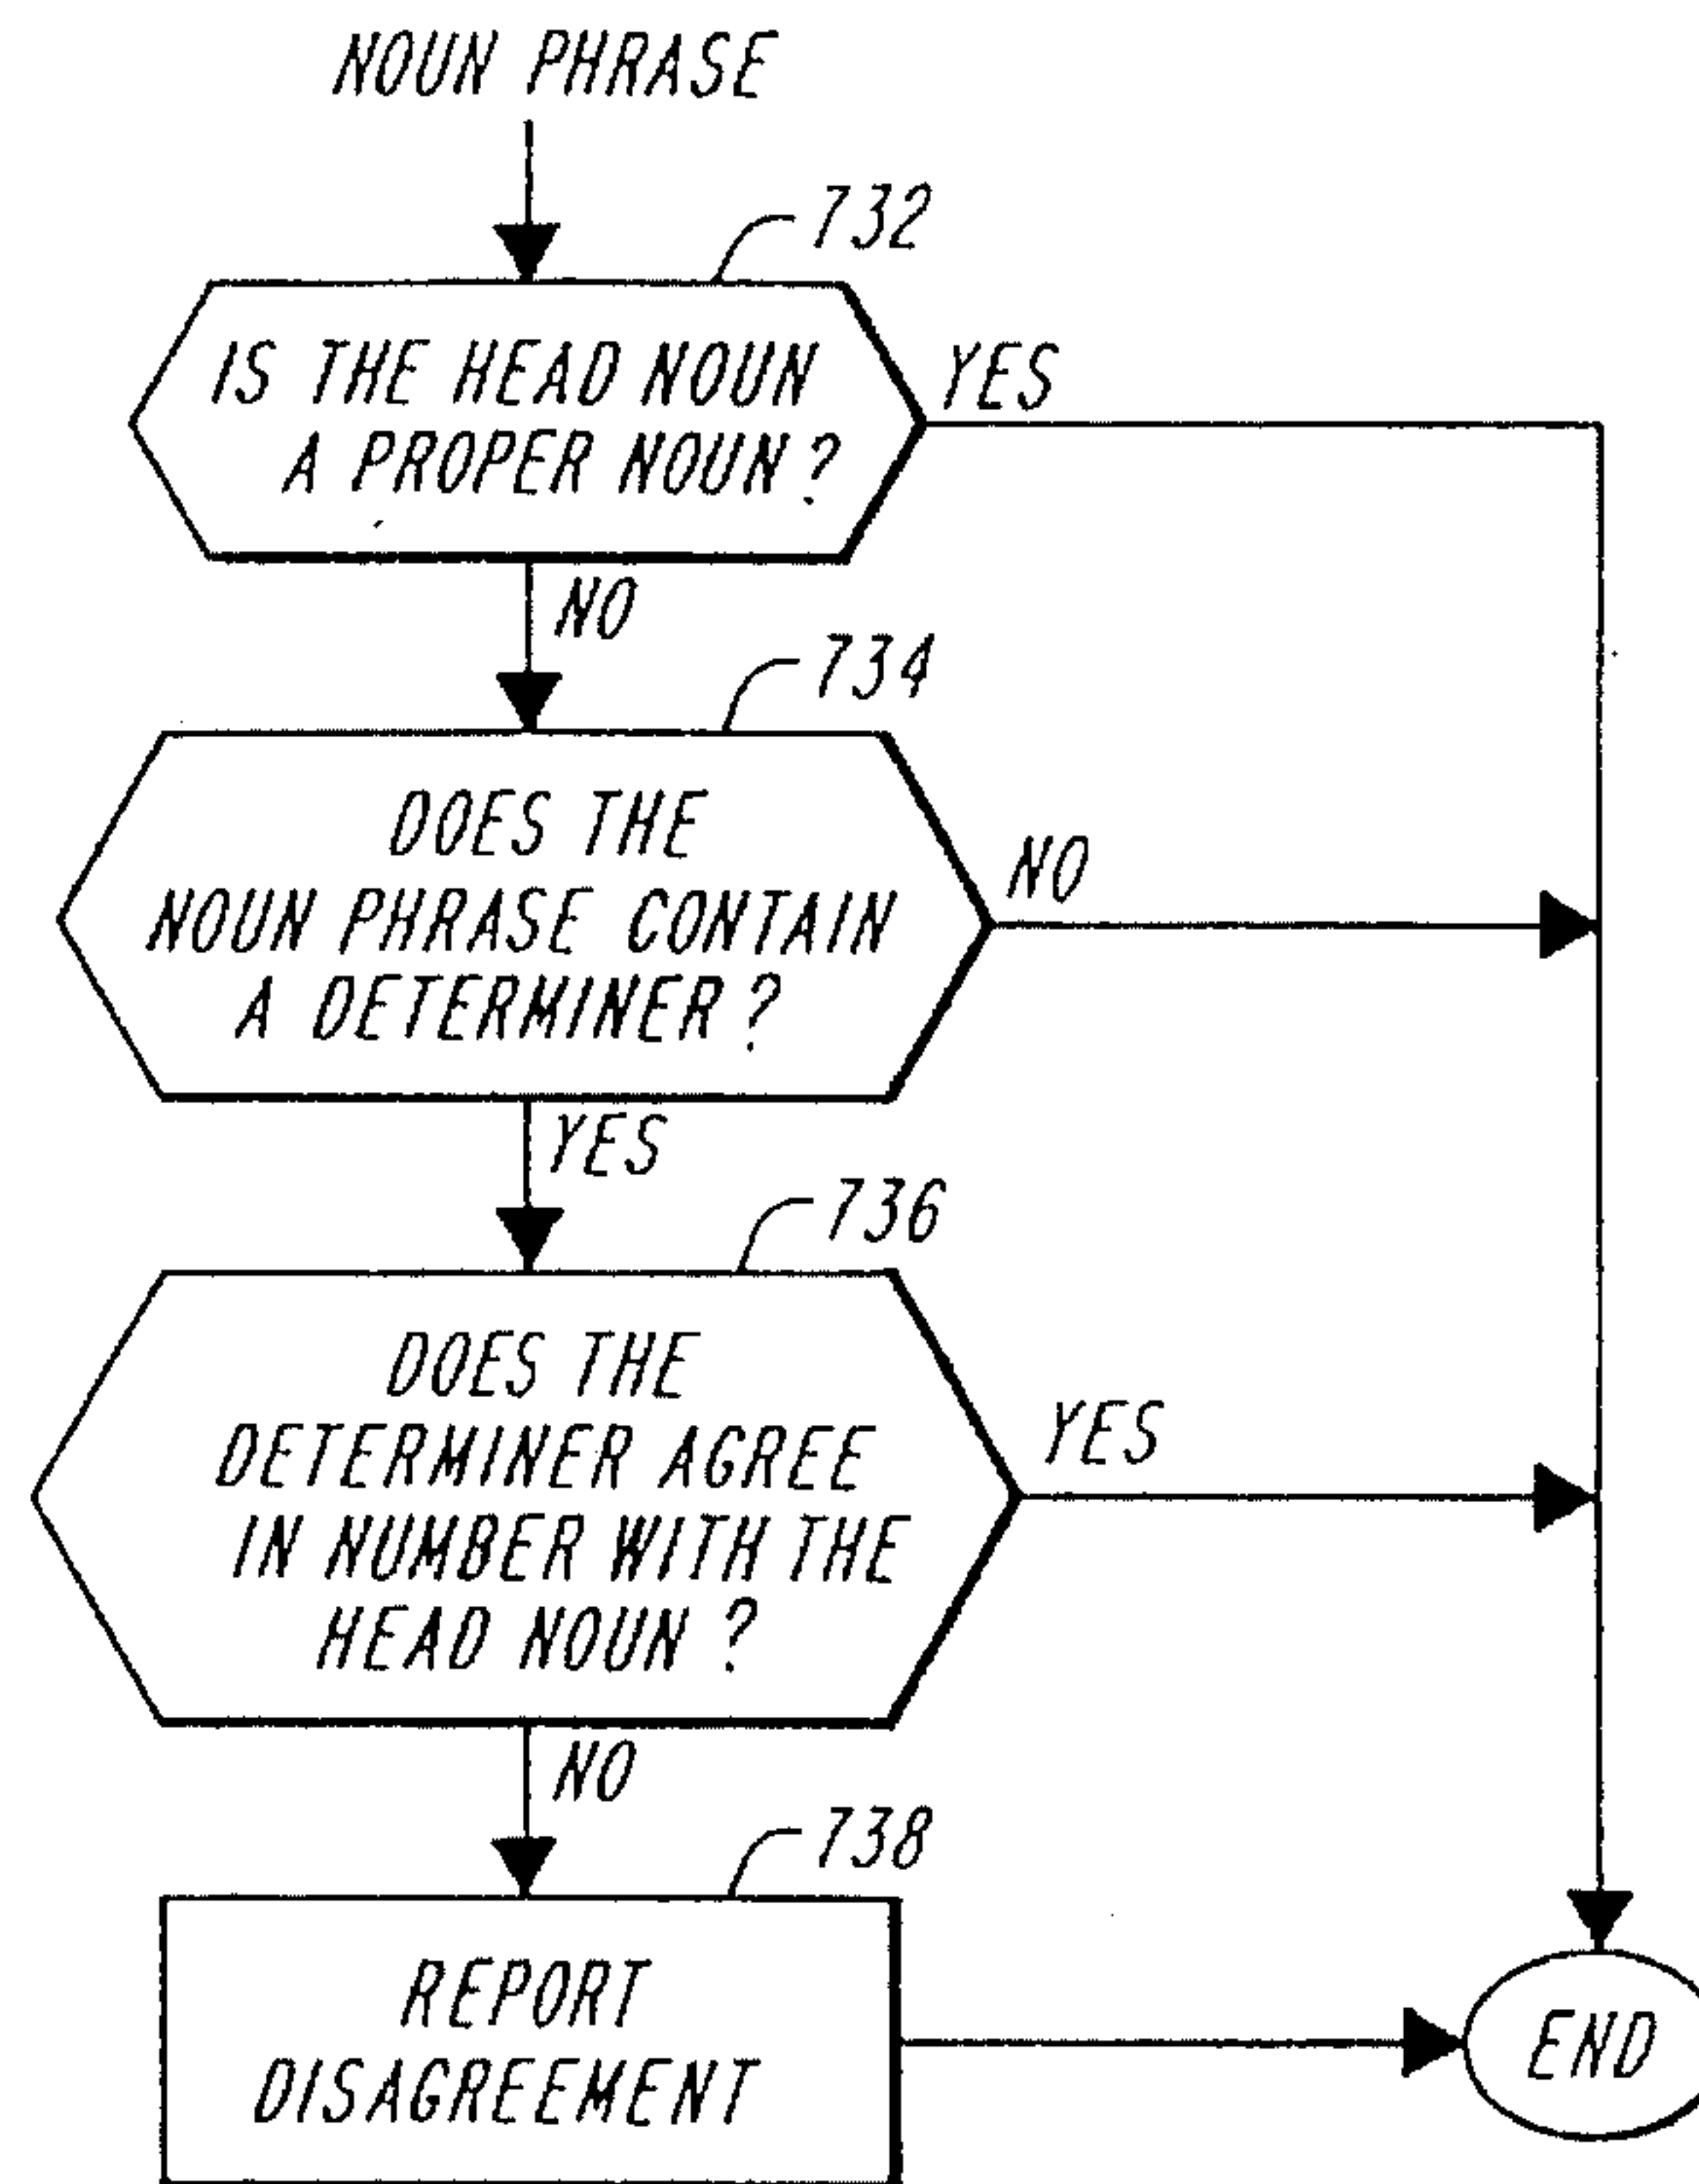 NOUN PHRASE
732
IS THE HEAD NOUN
A PROPER NOUN?
YES
NO
734
DOES THE
NOUN PHRASE CONTAIN
A DETERMINER?
NO
YES
736
DOES THE
DETERMINER AGREE
IN NUMBER WITH THE
HEAD NOUN?
YES
NO
738
REPORT
DISAGREEMENT
END